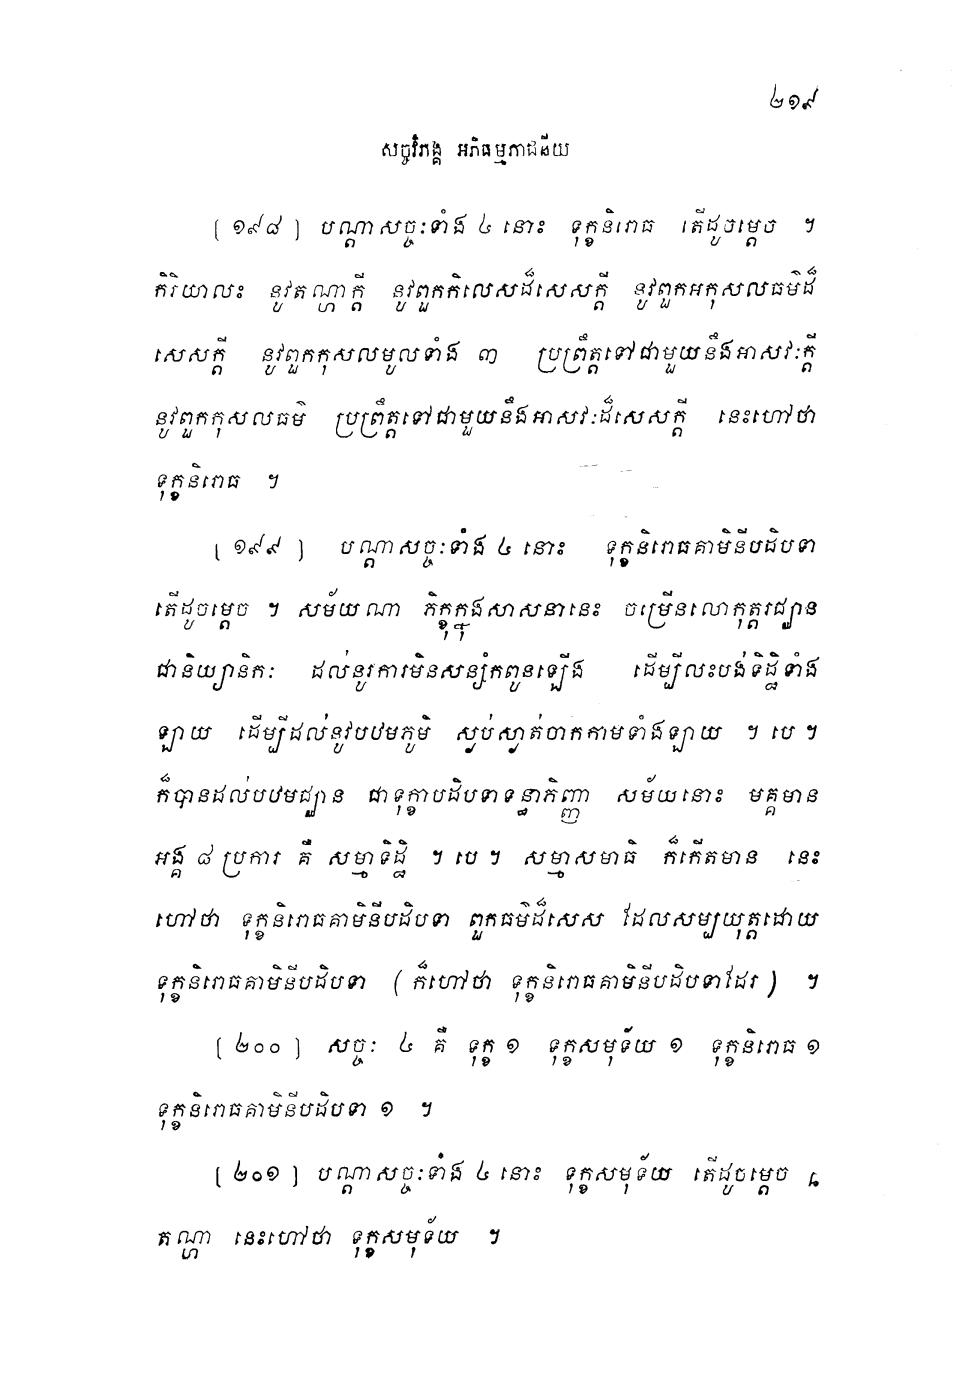 ២១៩
សច្ចវិភង្គ អភិធម្មភាជនីយ
[ ១៩៨ ] បណ្តាសច្ចៈទាំង ៤ នោះ ទុក្ខនិរោធ តើដូចម្តេច ។
កិរិយាលះ នូវតណ្ហាក្តី នូវពួកកិលេសដ៏សេសក្តី នូវពួកអកុសលធម៌ដ៏
សេសក្តី នូវពួកកុសលមូលទាំង ៣ ប្រព្រឹត្តទៅជាមួយនឹងអាសវៈក្តី
នូវពួកកុសលធម៌ ប្រព្រឹត្តទៅជាមួយនឹងអាសវៈដ៏សេសក្តី នេះហៅថា
ទុក្ខនិរោធ ។
[ ១៩៩ ] បណ្តាសច្ចៈទាំង ៤ នោះ ទុក្ខនិរោធគាមិនីបដិបទា
តើដូចម្តេច ។ សម័យណា ភិក្ខុក្នុងសាសនានេះ ចម្រើនលោកុត្តរជ្ឈាន
ជានិយ្យានិកៈ ដល់នូវការមិនសន្សំកពូនឡើង ដើម្បីលះបង់ទិដ្ឋិទាំង
ឡាយ ដើម្បីដល់នូវបឋមភូមិ ស្ងប់ស្ងាត់ចាកកាមទាំងឡាយ ។ បេ ។
ក៏បានដល់បឋមជ្ឈាន ជាទុក្ខាបដិបទាទន្ធាភិញ្ញា សម័យនោះ មគ្គមាន
អង្គ ៨ ប្រការ គឺ សម្មាទិដ្ឋិ ។ បេ ។ សម្មាសមាធិ ក៏កើតមាន នេះ
ហៅថា ទុក្ខនិរោធគាមិនីបដិបទា ពួកធម៌ដ៏សេស ដែលសម្បយុត្តដោយ
ទុក្ខនិរោធគាមិនីបដិបទា ( ក៏ហៅថា ទុក្ខនិរោធគាមិនីបដិបទាដែរ ) ។
[ ២០០ ] សច្ចៈ ៤ គឺ ទុក្ខ ១ ទុក្ខសមុទ័យ ១ ទុក្ខនិរោធ ១
ទុក្ខនិរោធគាមិនីបដិបទា ១ ។
[ ២០១ ] បណ្តាសច្ចៈទាំង ៤ នោះ ទុក្ខសមុទ័យ តើដូចម្តេច ។
តណ្ហា នេះហៅថា ទុក្ខសមុទ័យ ។